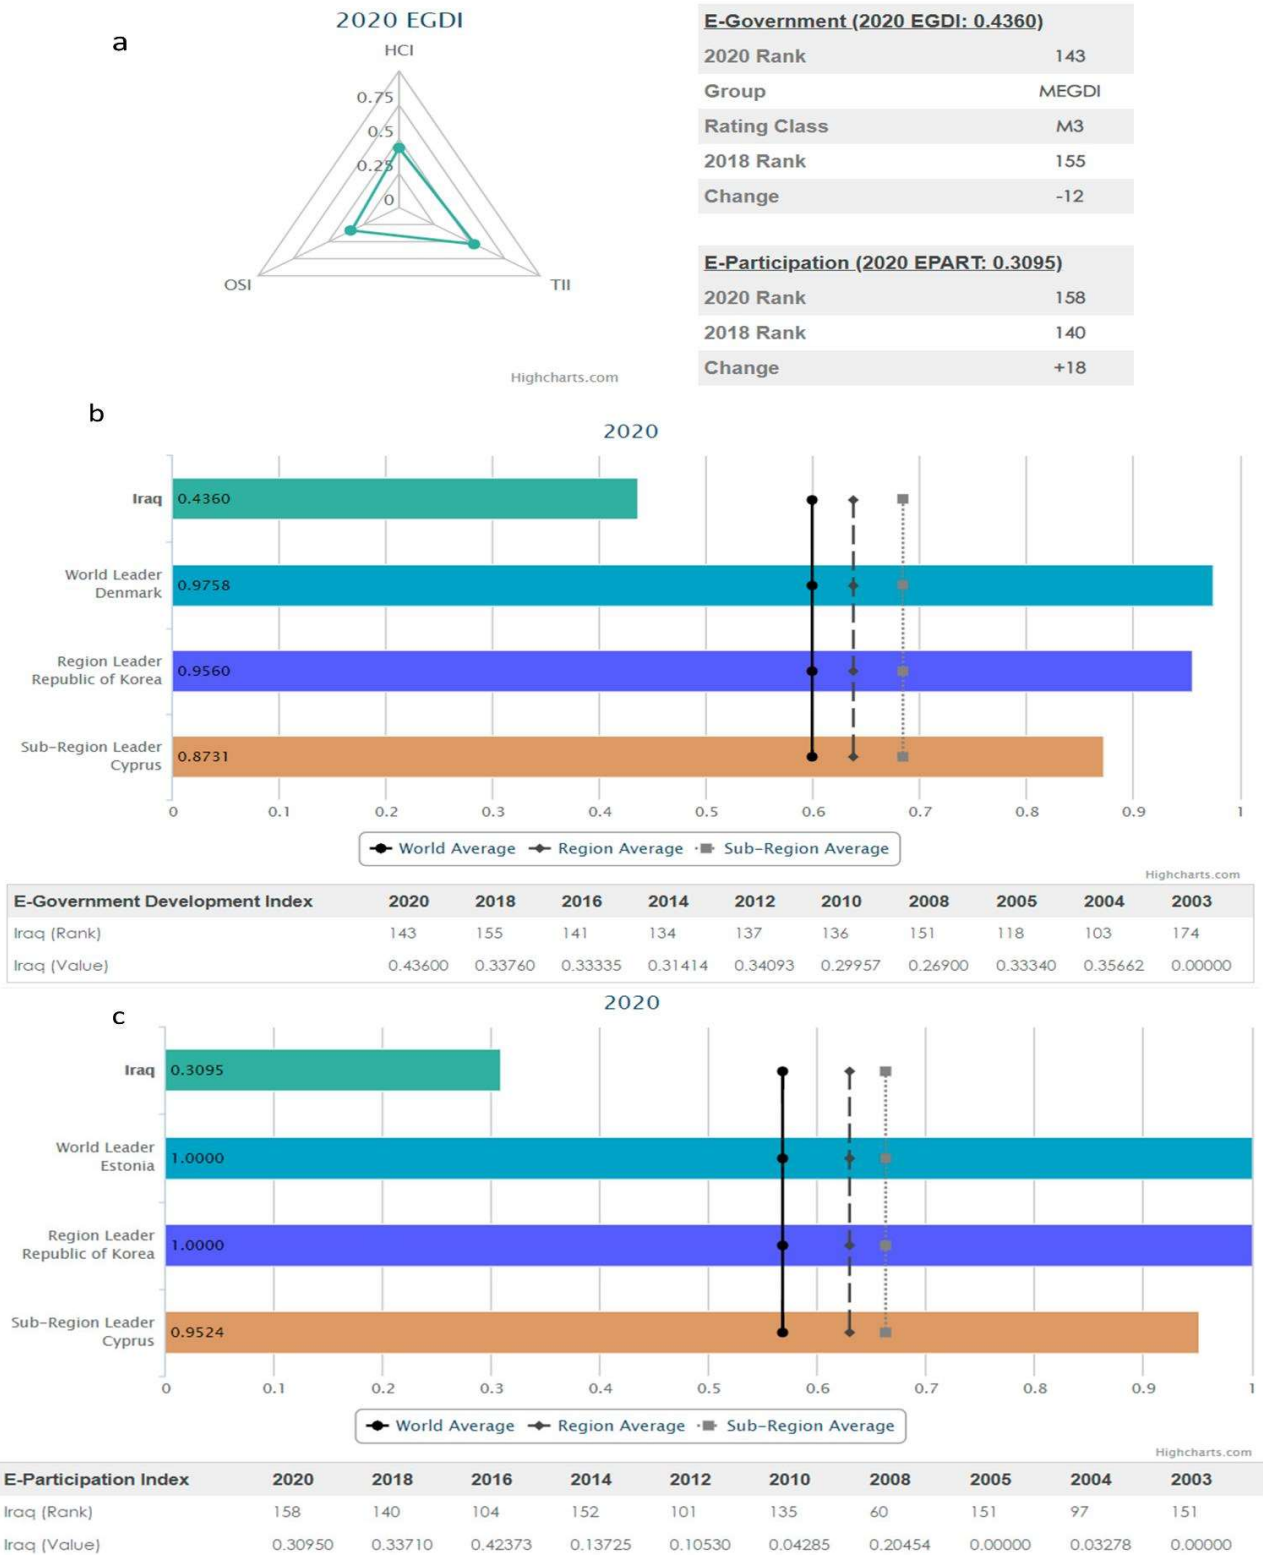 a
2020 EGDI
HCI
0.75
0.5
0.25
0
OSI
TII
Highcharts.com
E-Government (2020 EGDI: 0.4360)
2020 Rank 143
Group MEGDI
Rating Class M3
2018 Rank 155
Change -12
E-Participation (2020 EPART: 0.3095)
2020 Rank 158
2018 Rank 140
Change +18
b
2020
Iraq 0.4360
World Leader
Denmark 0.9758
Region Leader
Republic of Korea 0.9560
Sub-Region Leader
Cyprus 0.8731
0 0.1 0.2 0.3 0.4 0.5 0.6 0.7 0.8 0.9 1
World Average Region Average Sub-Region Average
Highcharts.com
E-Government Development Index 2020 2018 2016 2014 2012 2010 2008 2005 2004 2003
Iraq (Rank) 143 155 141 134 137 136 151 118 103 174
Iraq (Value) 0.43600 0.33760 0.33335 0.31414 0.34093 0.29957 0.26900 0.33340 0.35662 0.00000
c
2020
Iraq 0.3095
World Leader
Estonia 1.0000
Region Leader
Republic of Korea 1.0000
Sub-Region Leader
Cyprus 0.9524
0 0.1 0.2 0.3 0.4 0.5 0.6 0.7 0.8 0.9 1
World Average Region Average Sub-Region Average
Highcharts.com
E-Participation Index 2020 2018 2016 2014 2012 2010 2008 2005 2004 2003
Iraq (Rank) 158 140 104 152 101 135 60 151 97 151
Iraq (Value) 0.30950 0.33710 0.42373 0.13725 0.10530 0.04285 0.20454 0.00000 0.03278 0.00000